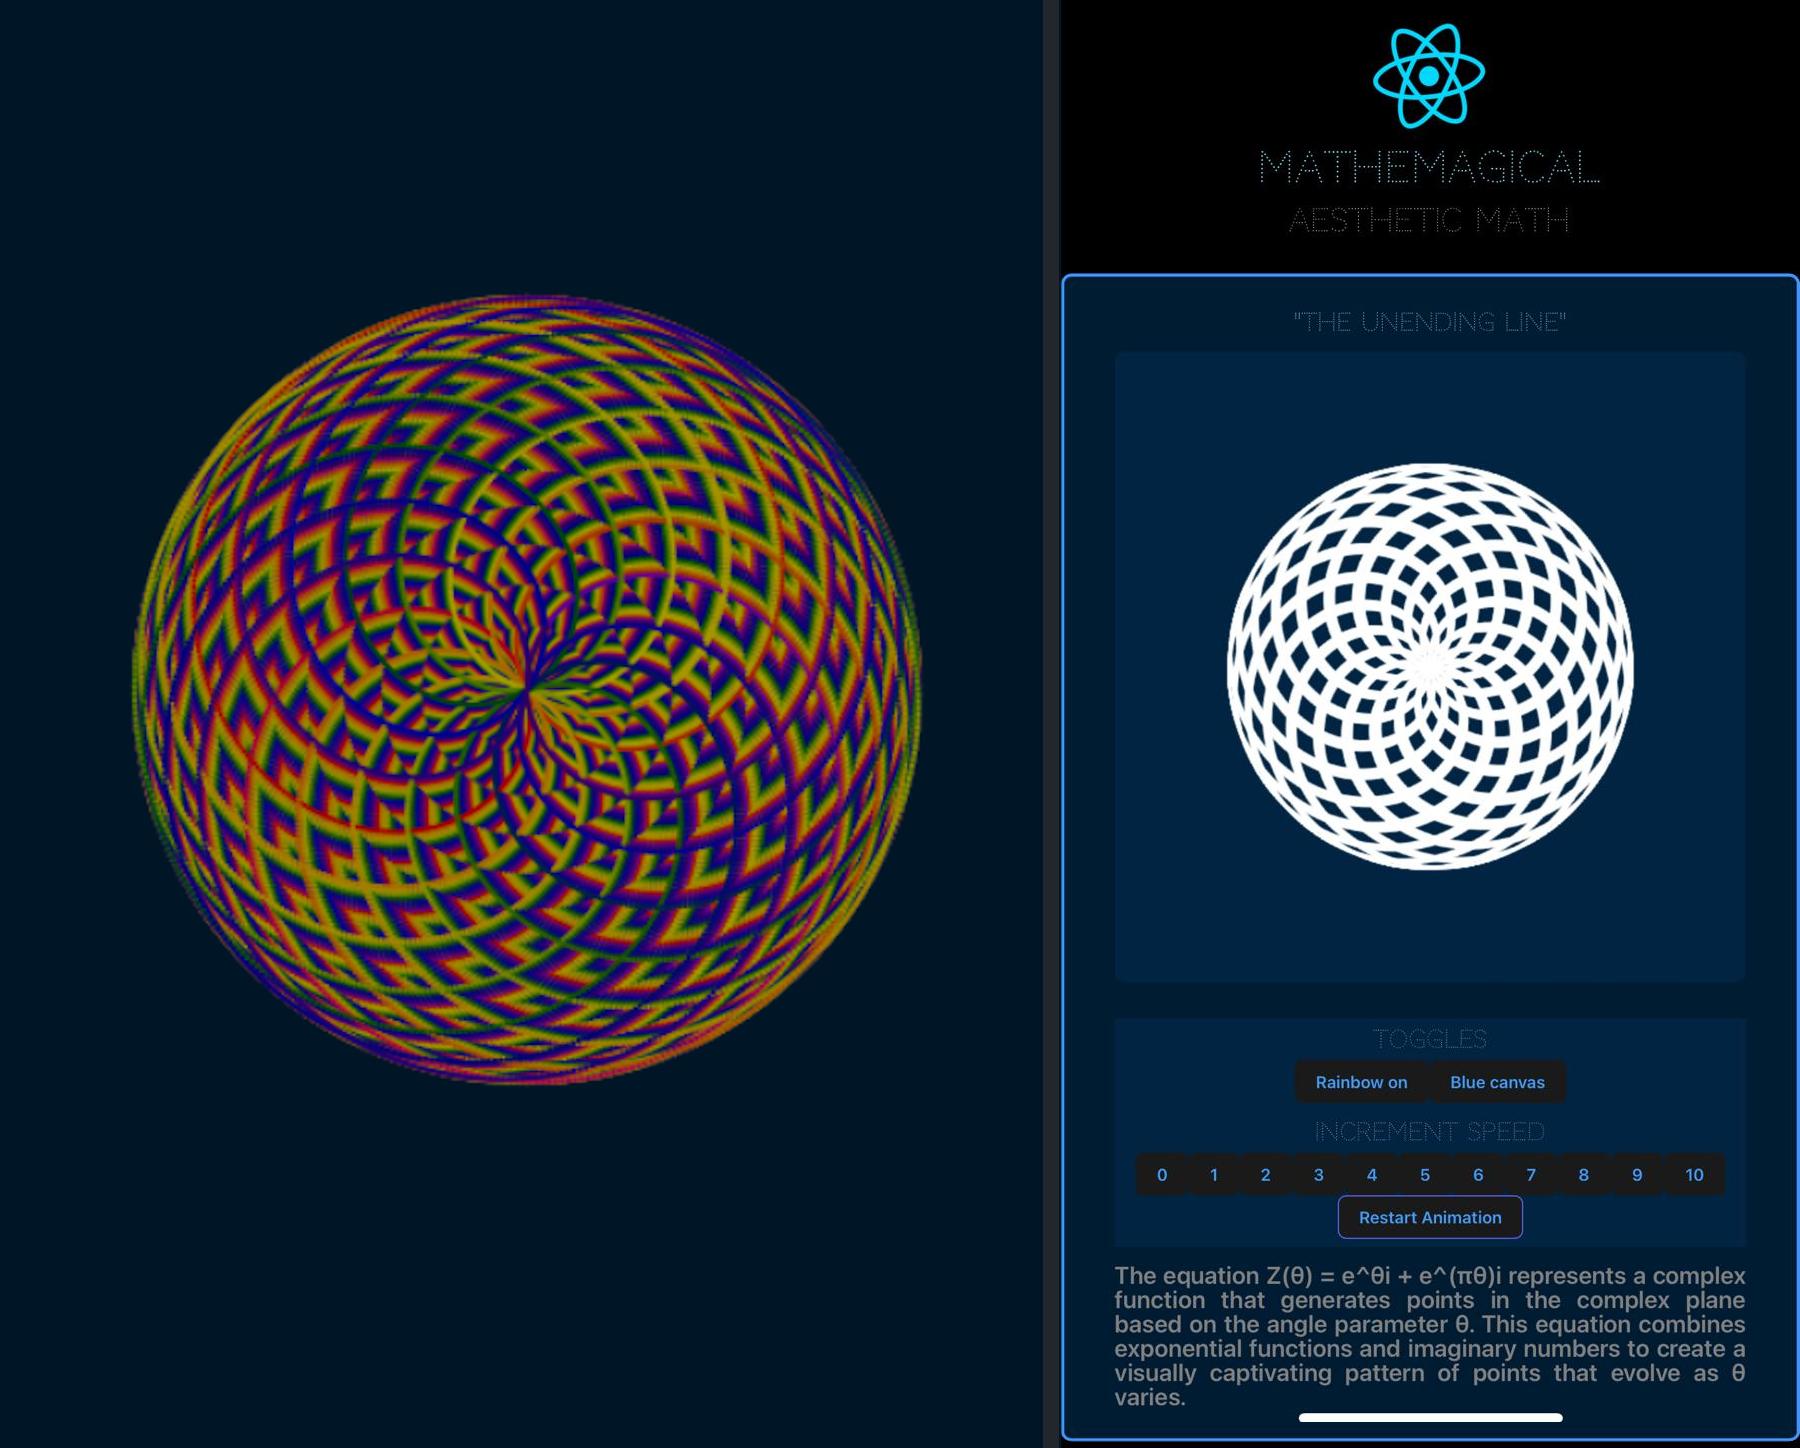 MATHEMAGICAL
AESTHETIC MATH
"THE UNENDING LINE"
TOGGLES
Rainbow on Blue canvas
INCREMENT SPEED
0 1 2 3 4 5 6 7 8 9 10
Restart Animation
The equation Z(θ) = e^θi + e^(πθ)i represents a complex
function that generates points in the complex plane
based on the angle parameter θ. This equation combines
exponential functions and imaginary numbers to create a
visually captivating pattern of points that evolve as θ
varies.